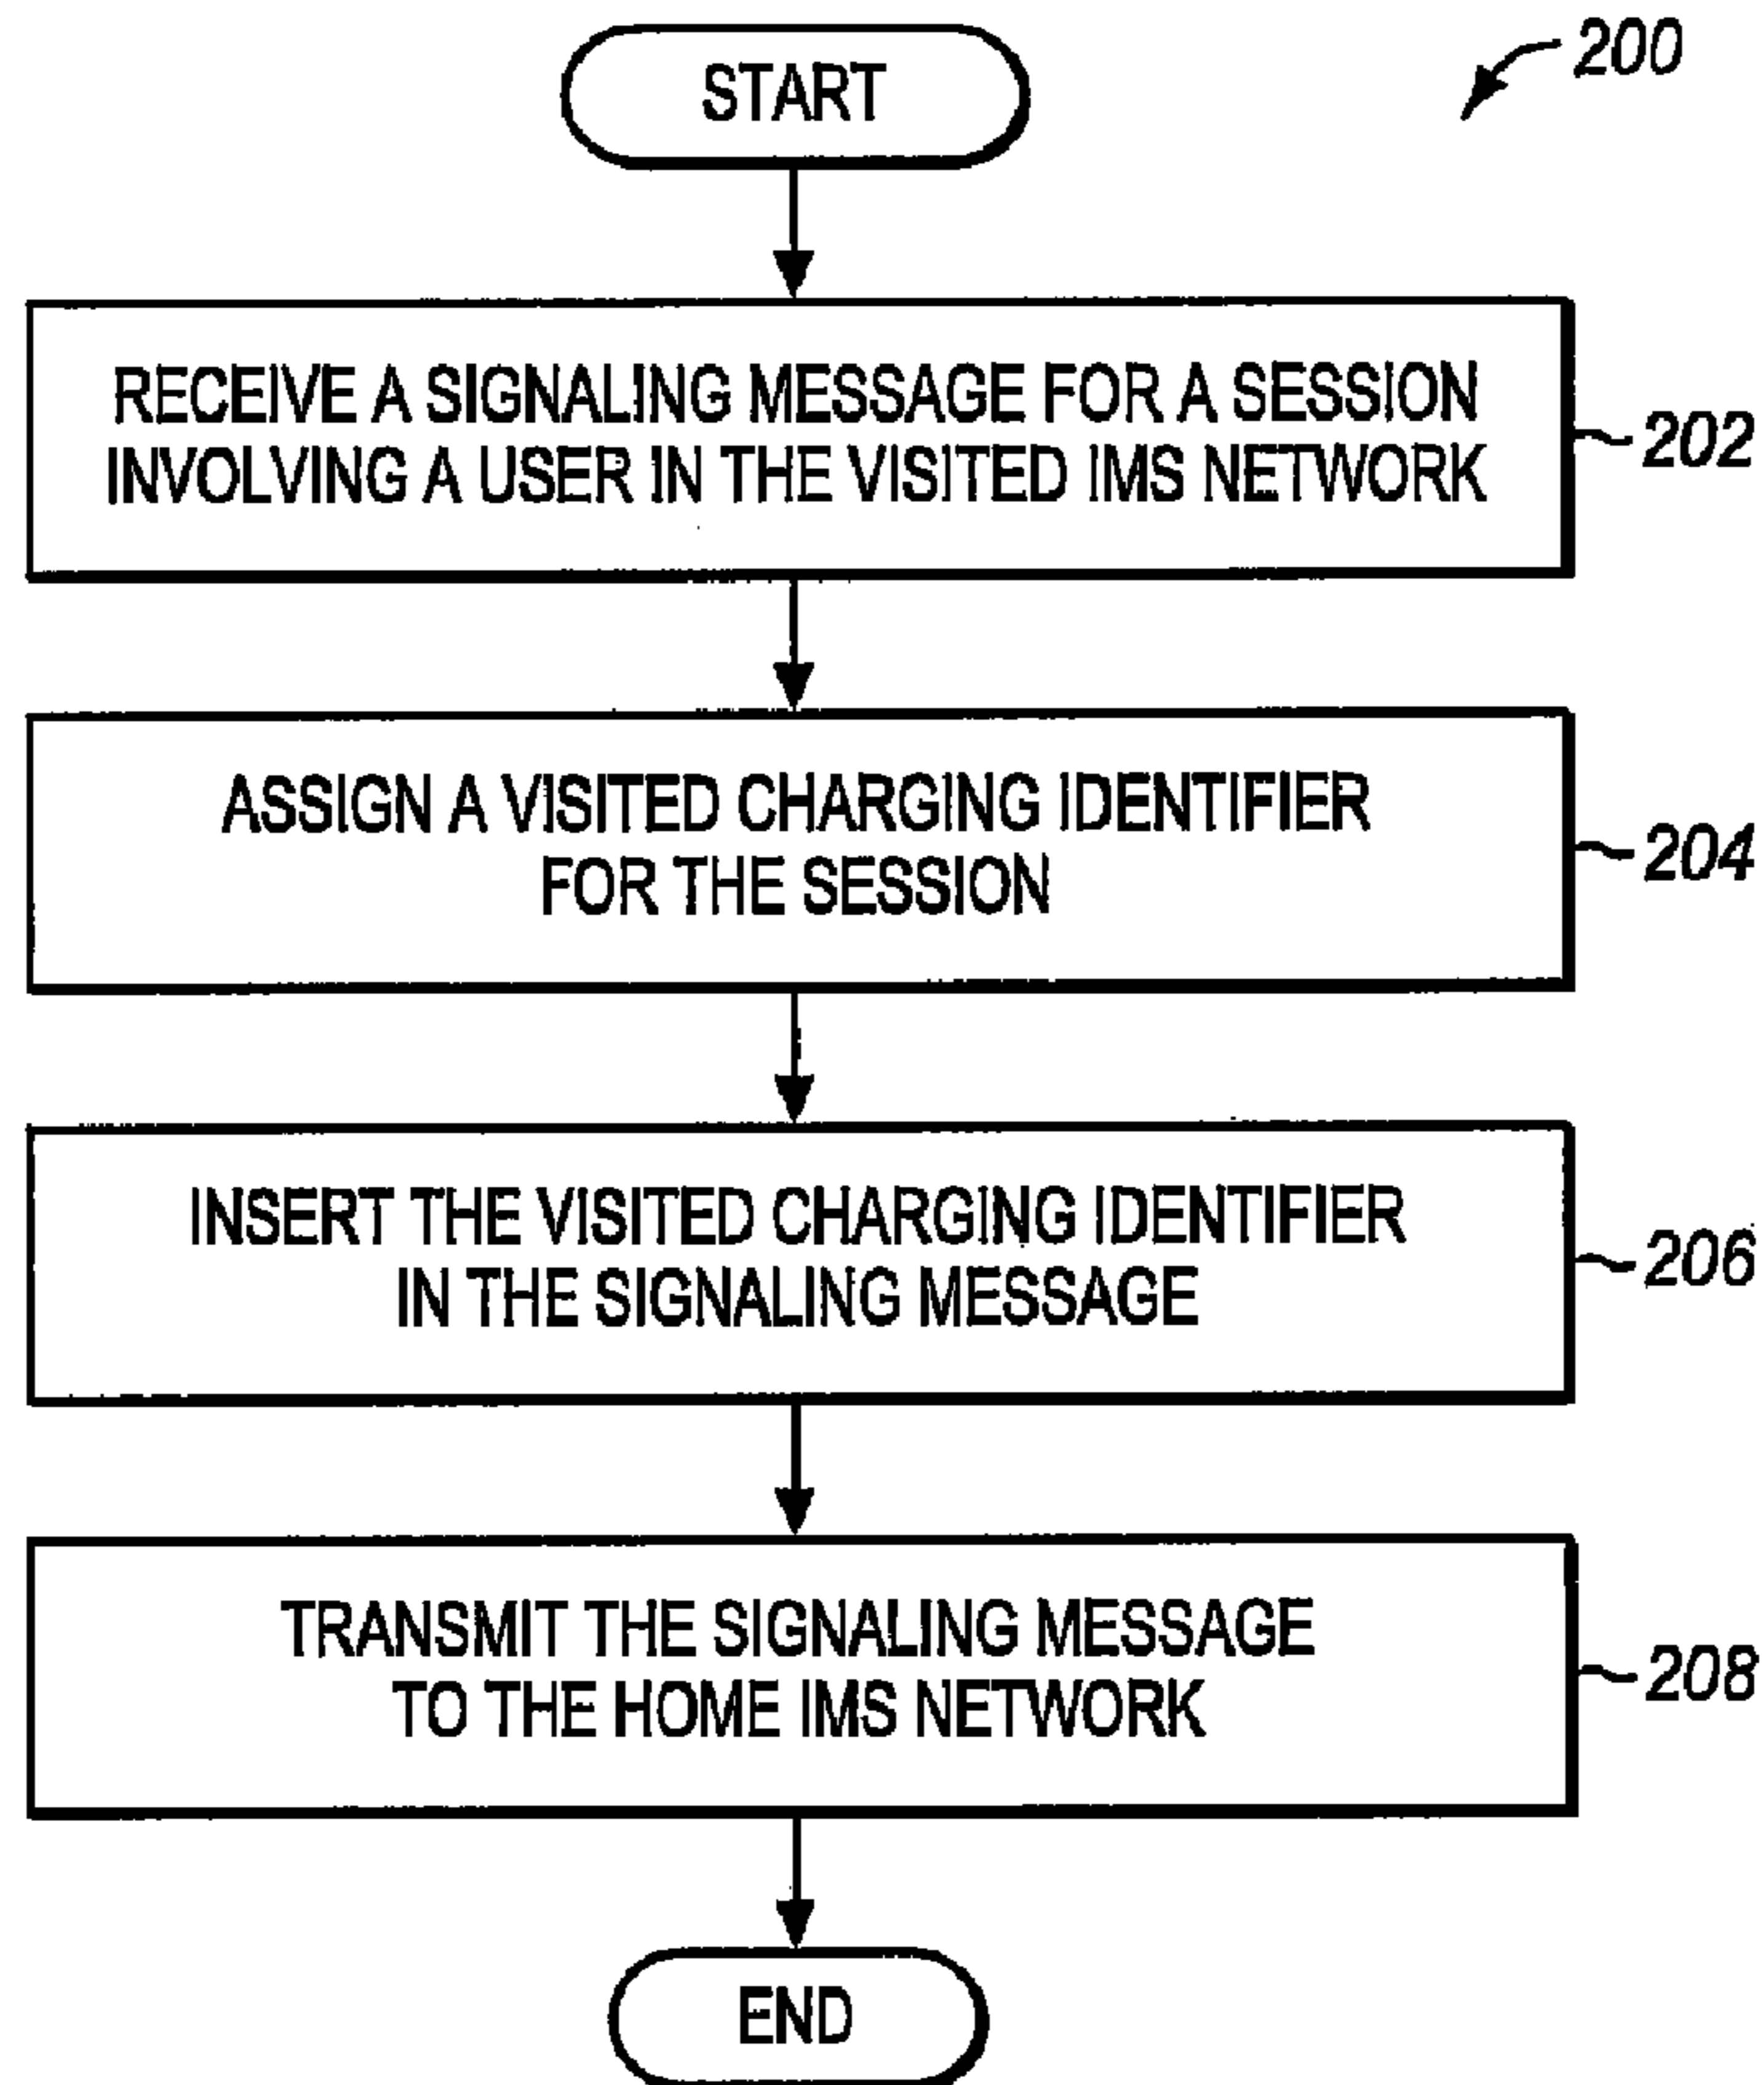 START
200
RECEIVE A SIGNALING MESSAGE FOR A SESSION
INVOLVING A USER IN THE VISITED IMS NETWORK
202
ASSIGN A VISITED CHARGING IDENTIFIER
FOR THE SESSION
204
INSERT THE VISITED CHARGING IDENTIFIER
IN THE SIGNALING MESSAGE
206
TRANSMIT THE SIGNALING MESSAGE
TO THE HOME IMS NETWORK
208
END